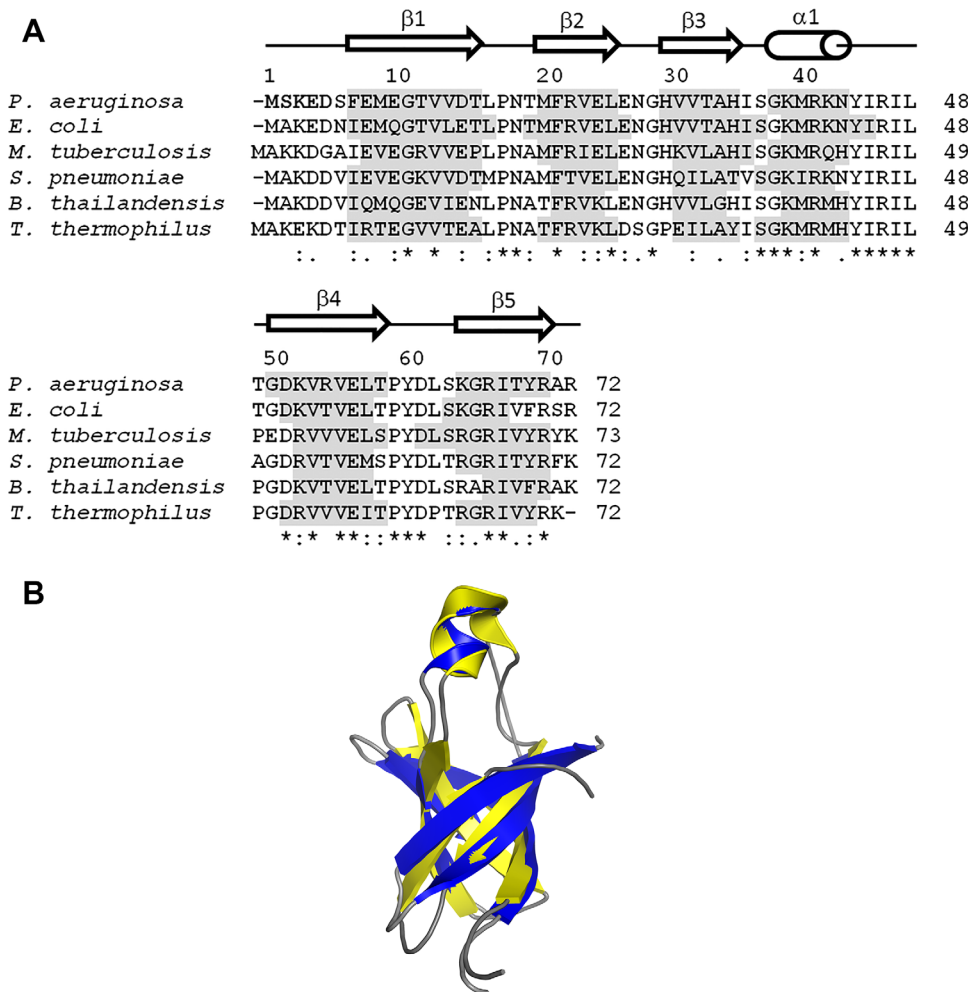 A
β1 β2 β3 α1
1 10 20 30 40
P. aeruginosa -MSKEDSFEMEGTVVDTLPNTMFRVELENGHVVTAHISGKMRKNYIRIL 48
E. coli -MAKEDNIEMQGTVLETLPNTMFRVELENGHVVTAHISGKMRKNYIRIL 48
M. tuberculosis MAKKDGAIEVEGRVVEPLPNAMFRIELENGHKVLAHISGKMRQHYIRIL 49
S. pneumoniae -MAKDDVIEVEGKVVDTMPNAMFTVELENGHQILATVSGKIRKNYIRIL 48
B. thailandensis -MAKDDVIQMQGEVIENLPNATFRVKLENGHVVLGHISGKMRMHYIRIL 48
T. thermophilus MAKEKDTIRTEGVVTEALPNATFRVKLDSGPEILAYISGKMRMHYIRIL 49
:. : .:* * : :** * ::*:.* : .:***:* .******
β4 β5
50 60 70
P. aeruginosa TGDKVRVELTPYDLSKGRITYRAR 72
E. coli TGDKVTVELTPYDLSKGRIVFRSR 72
M. tuberculosis PEDRVVVELSPYDLSRGRIVYRYK 73
S. pneumoniae AGDRVTVEMSPYDLTRGRITYRFK 72
B. thailandensis PGDKVTVELTPYDLSRARIVFRAK 72
T. thermophilus PGDRVVVEITPYDPTRGRIVYRK- 72
*:* **::*** ::.**.:*
B